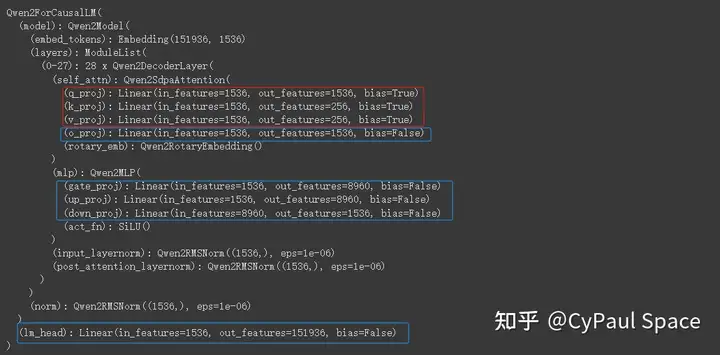 Qwen2ForCausalLM(
(model): Qwen2Model(
(embed_tokens): Embedding(151936, 1536)
(layers): ModuleList(
(0-27): 28 x Qwen2DecoderLayer(
(self_attn): Qwen2SdpaAttention(
(q_proj): Linear(in_features=1536, out_features=1536, bias=True)
(k_proj): Linear(in_features=1536, out_features=256, bias=True)
(v_proj): Linear(in_features=1536, out_features=256, bias=True)
(o_proj): Linear(in_features=1536, out_features=1536, bias=False)
(rotary_emb): Qwen2RotaryEmbedding()
)
(mlp): Qwen2MLP(
(gate_proj): Linear(in_features=1536, out_features=8960, bias=False)
(up_proj): Linear(in_features=1536, out_features=8960, bias=False)
(down_proj): Linear(in_features=8960, out_features=1536, bias=False)
(act_fn): SiLU()
)
(input_layernorm): Qwen2RMSNorm((1536,), eps=1e-06)
(post_attention_layernorm): Qwen2RMSNorm((1536,), eps=1e-06)
)
)
(norm): Qwen2RMSNorm((1536,), eps=1e-06)
)
(lm_head): Linear(in_features=1536, out_features=151936, bias=False)
)
知乎 @CyPaul Space